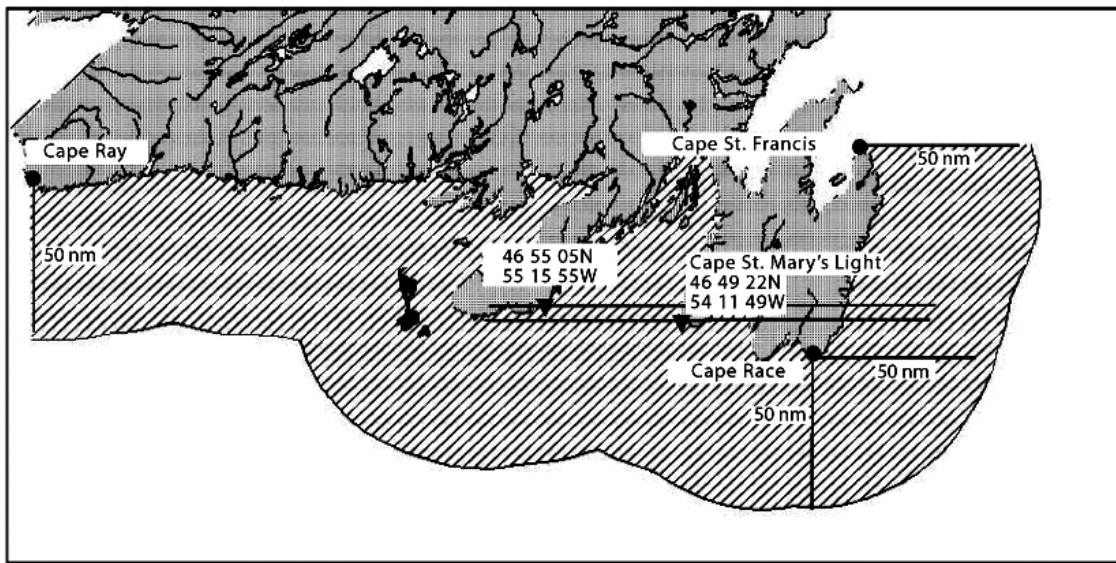 Cape Ray
Cape St. Francis
50 nm
50 nm
46 55 05N
55 15 55W
Cape St. Mary's Light
46 49 22N
54 11 49W
Cape Race
50 nm
50 nm